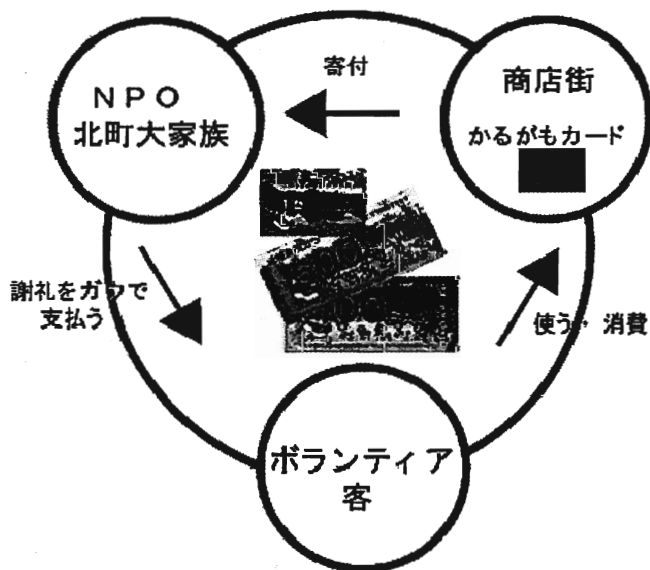 寄付
NPO
北町大家族
商店街
かるがもカード
謝礼をガウで
支払う
使う・消費
ボランティア
客